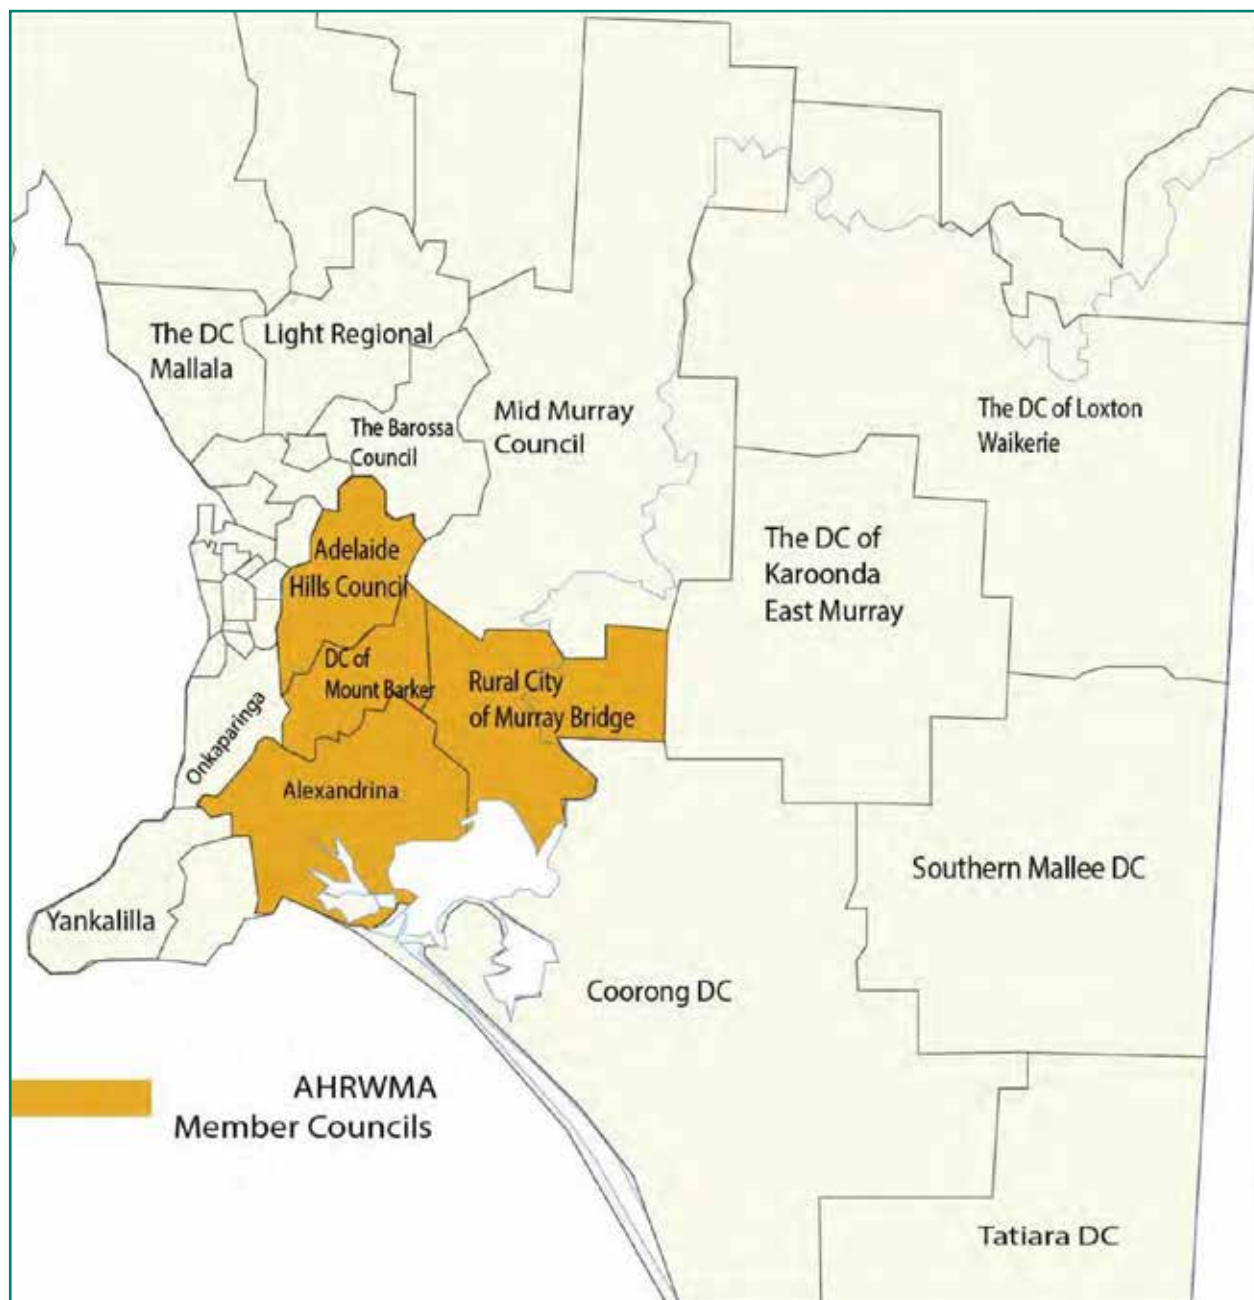 The DC
Mallala
Light Regional
The Barossa
Council
Mid Murray
Council
The DC of Loxton
Waikerie
Adelaide
Hills Council
The DC of
Karoonda
East Murray
DC of
Mount Barker
Rural City
of Murray Bridge
Onkaparinga
Alexandrina
Southern Mallee DC
Yankalilla
Coorong DC
AHRWMA
Member Councils
Tatiara DC